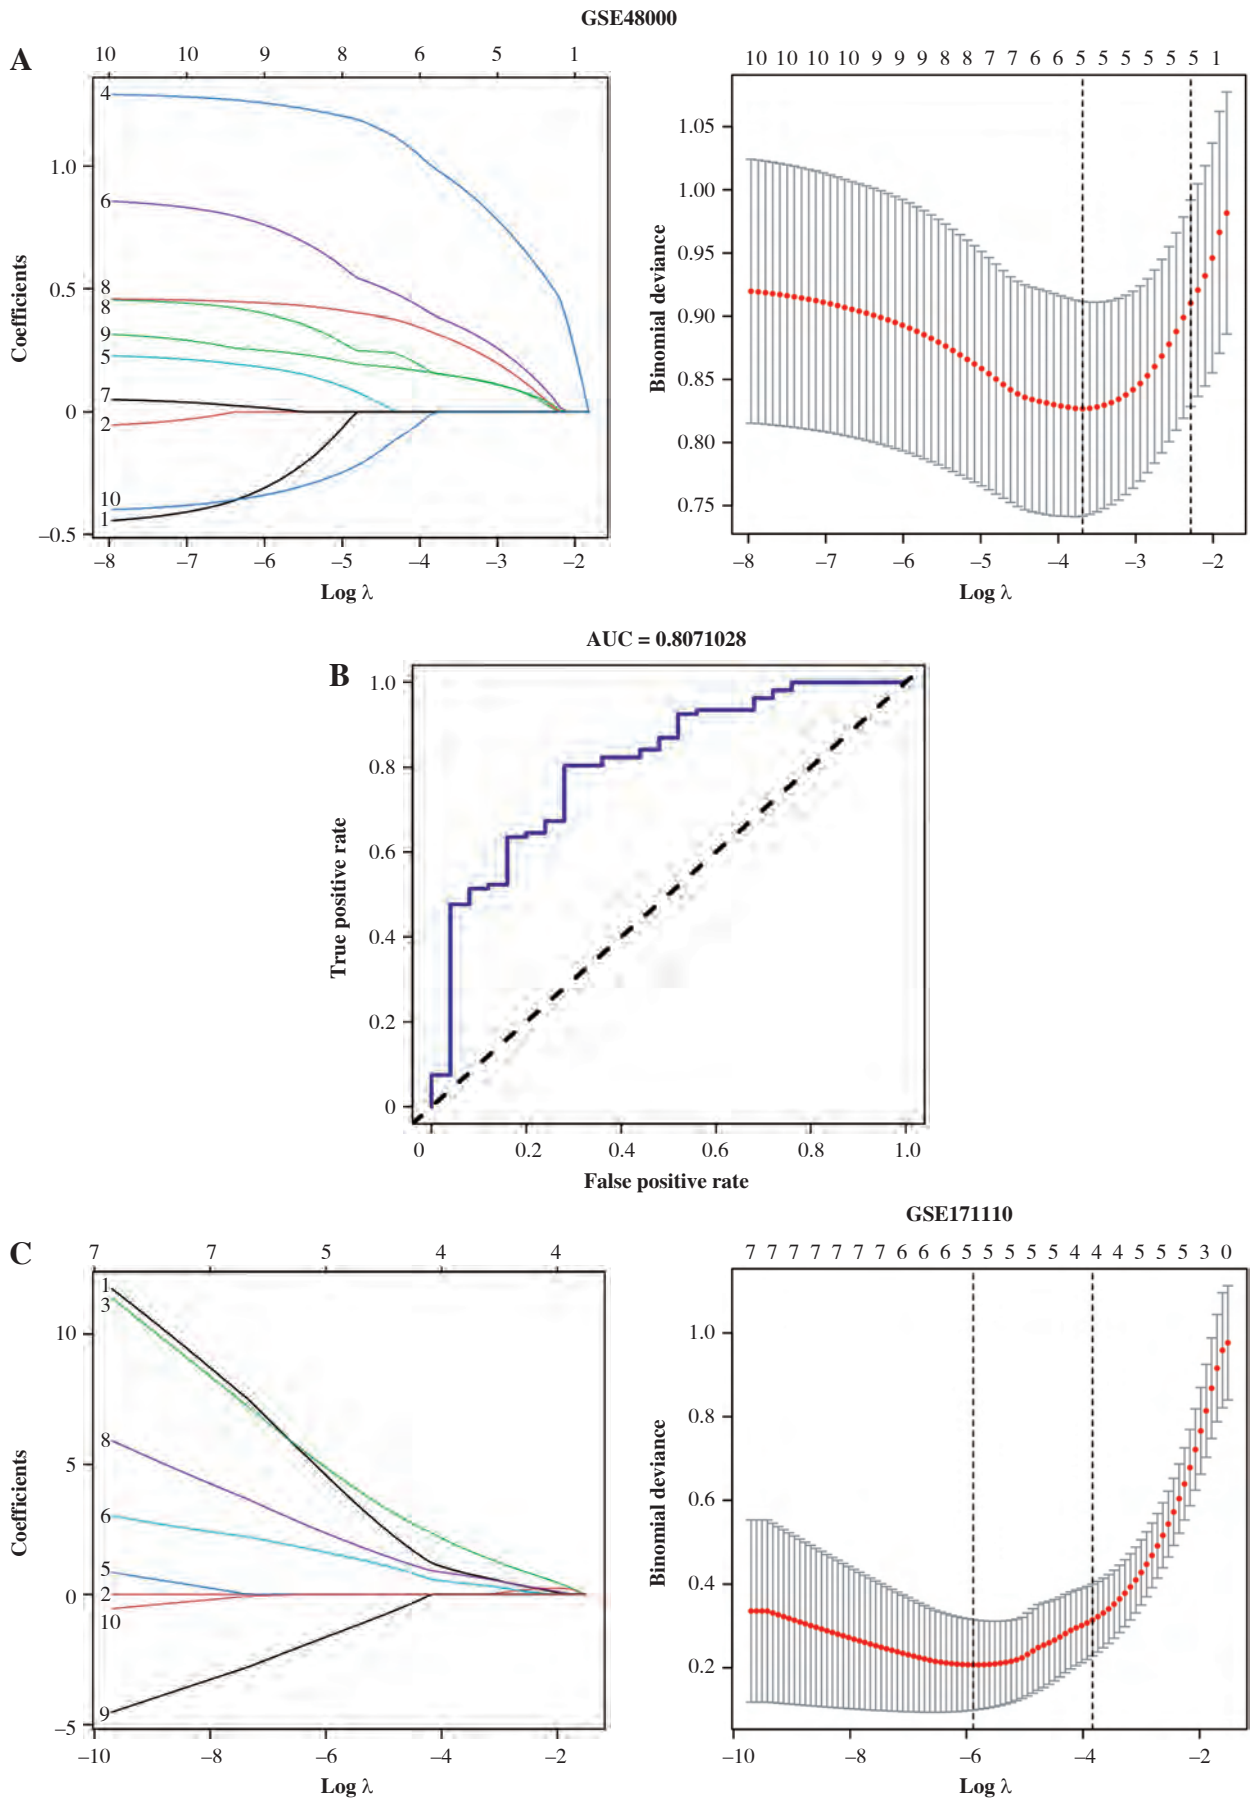 GSE48000
A
10 10 9 8 6 5 1
4
6
8
8
9
5
7
2
10
1
1.0
0.5
0
–0.5
Coefficients
–8 –7 –6 –5 –4 –3 –2
Log λ
10 10 10 10 9 9 9 8 8 7 7 6 6 5 5 5 5 5 5 1
1.05
1.00
0.95
0.90
0.85
0.80
0.75
Binomial deviance
–8 –7 –6 –5 –4 –3 –2
Log λ
AUC = 0.8071028
B
1.0
0.8
0.6
0.4
0.2
0
True positive rate
0 0.2 0.4 0.6 0.8 1.0
False positive rate
GSE171110
C
7 7 5 4 4
1
3
8
6
5
2
10
9
10
5
0
–5
Coefficients
–10 –8 –6 –4 –2
Log λ
7 7 7 7 7 7 7 6 6 6 5 5 5 5 5 4 4 4 5 5 5 3 0
1.0
0.8
0.6
0.4
0.2
Binomial deviance
–10 –8 –6 –4 –2
Log λ